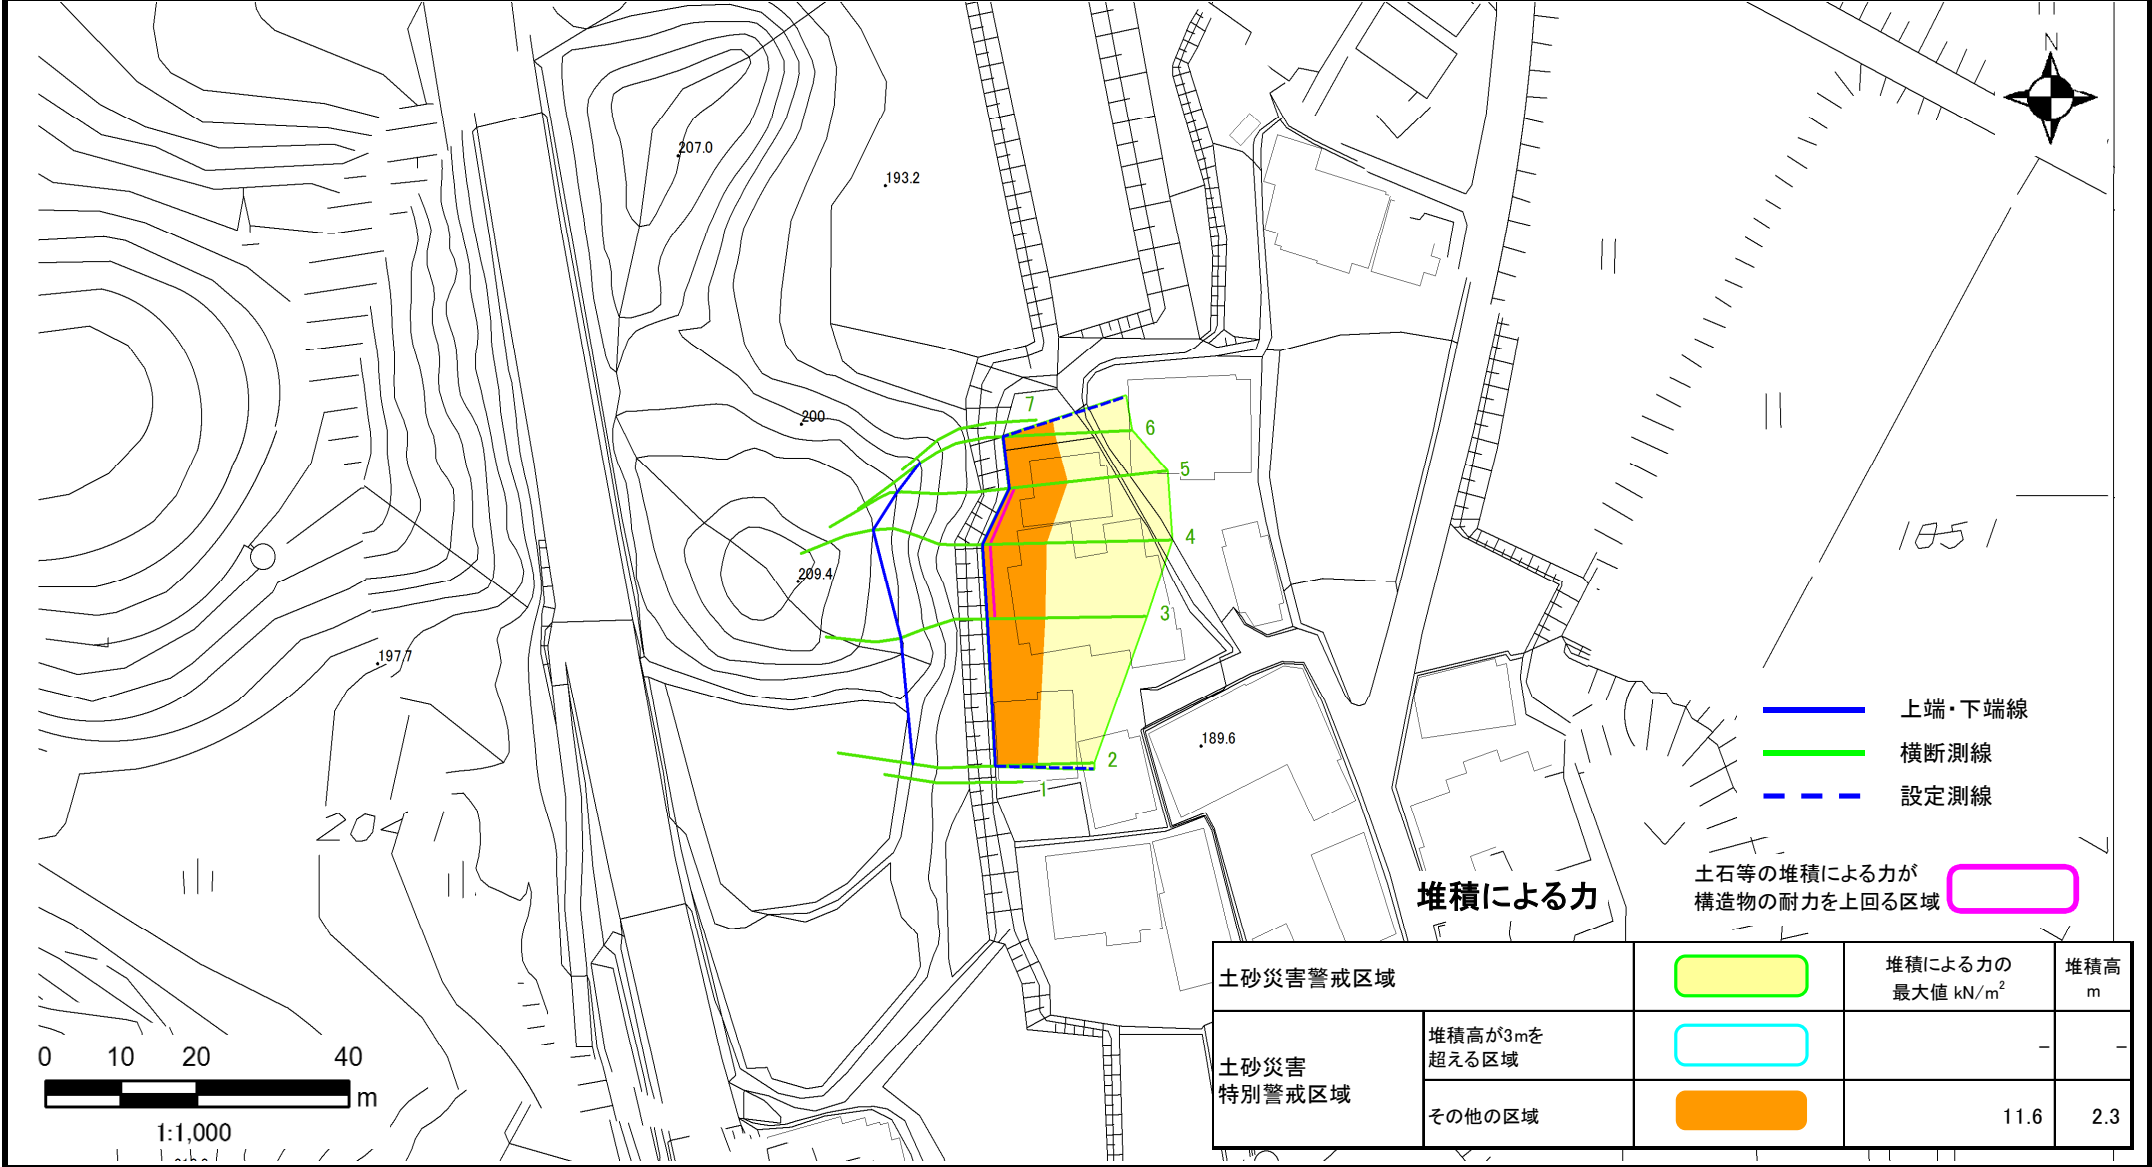 N
207.0
193.2
200
7
6
5
4
209.4
3
197.7
189.6
2
1
204
185.1
上端・下端線
横断測線
設定測線
土石等の堆積による力が
構造物の耐力を上回る区域
堆積による力
土砂災害警戒区域
堆積による力の
最大値 kN/m²
堆積高
m
土砂災害
特別警戒区域
堆積高が3mを
超える区域
－
－
その他の区域
11.6
2.3
0 10 20 40
m
1:1,000